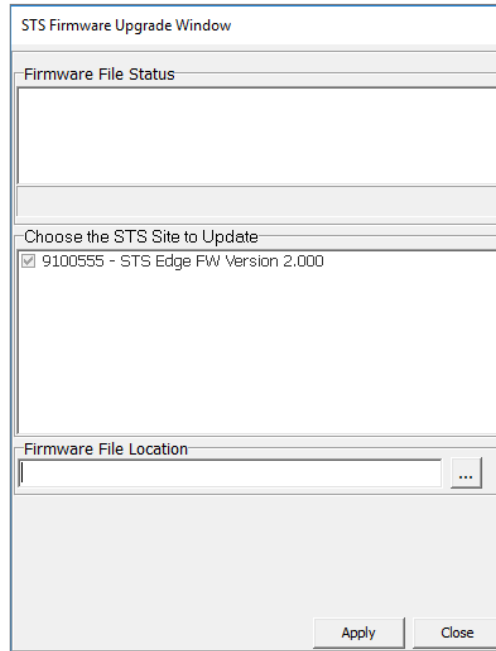 STS Firmware Upgrade Window
Firmware File Status
Choose the STS Site to Update
9100555 - STS Edge FW Version 2.000
Firmware File Location
...
Apply
Close